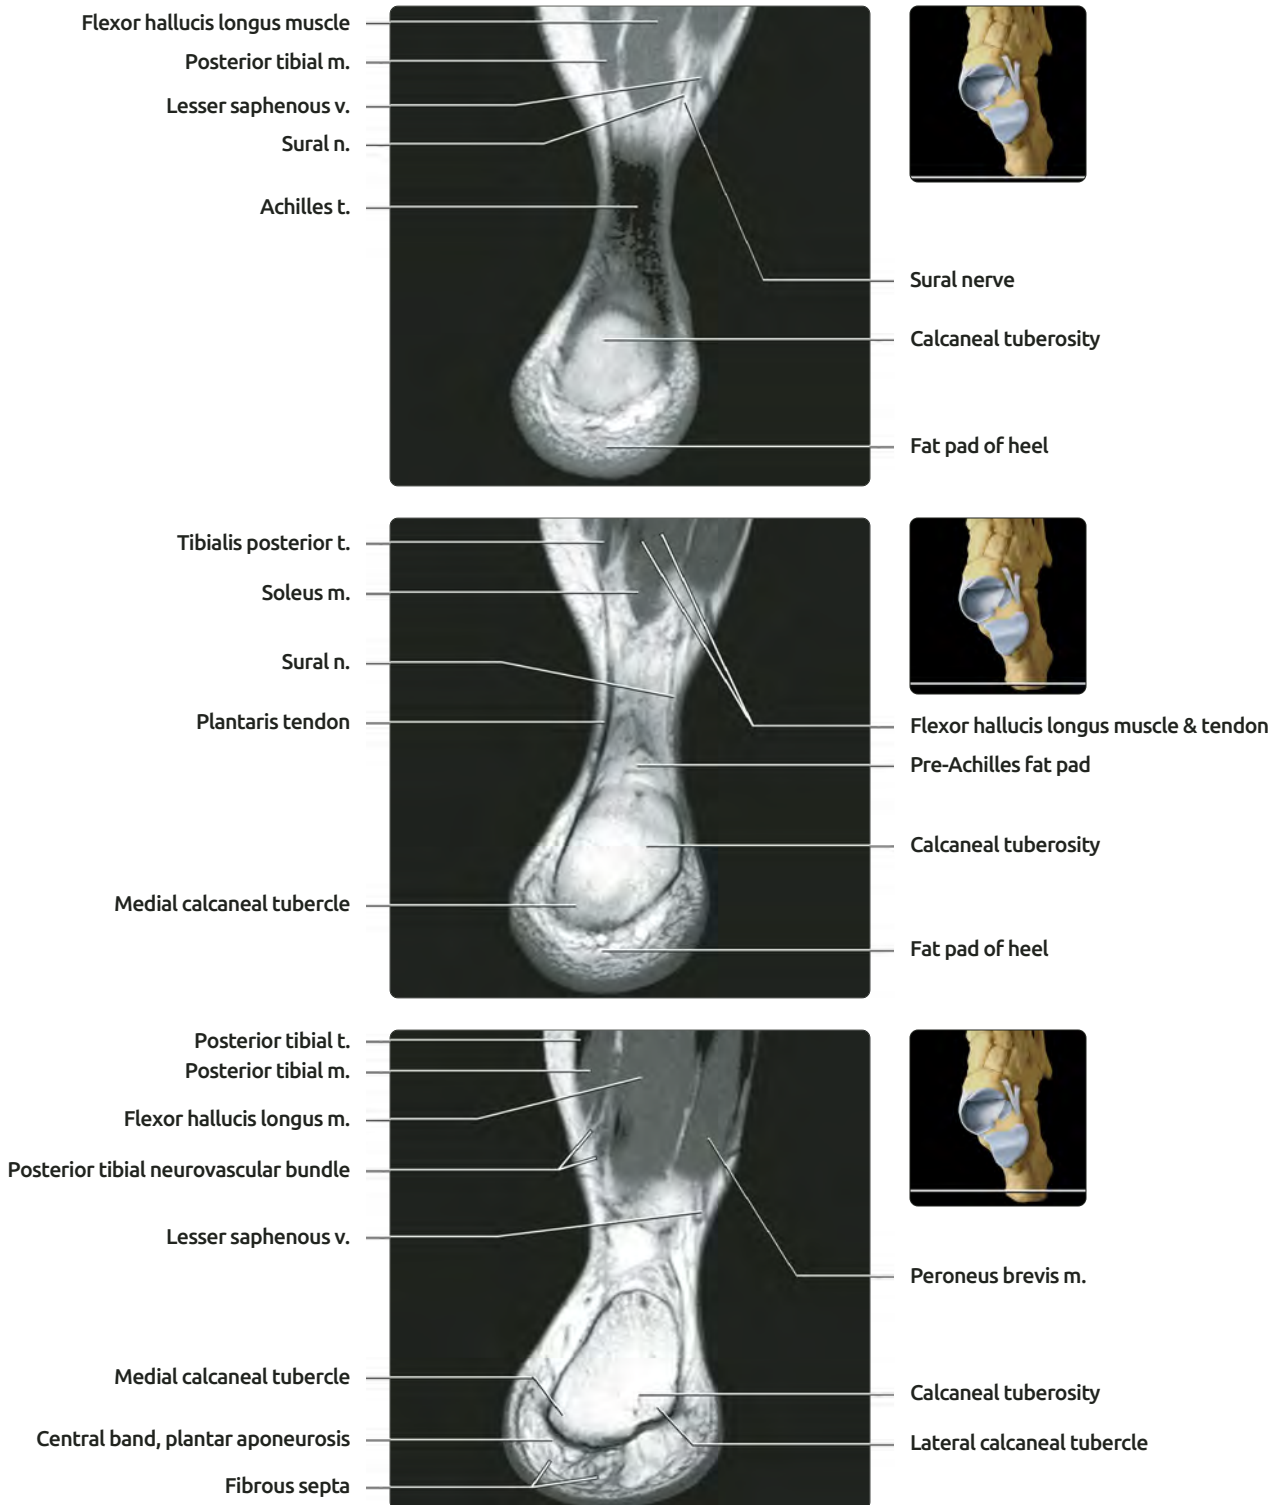 Flexor hallucis longus muscle
Posterior tibial m.
Lesser saphenous v.
Sural n.
Achilles t.
Sural nerve
Calcaneal tuberosity
Fat pad of heel
Tibialis posterior t.
Soleus m.
Sural n.
Plantaris tendon
Medial calcaneal tubercle
Flexor hallucis longus muscle & tendon
Pre-Achilles fat pad
Calcaneal tuberosity
Fat pad of heel
Posterior tibial t.
Posterior tibial m.
Flexor hallucis longus m.
Posterior tibial neurovascular bundle
Lesser saphenous v.
Medial calcaneal tubercle
Central band, plantar aponeurosis
Fibrous septa
Peroneus brevis m.
Calcaneal tuberosity
Lateral calcaneal tubercle